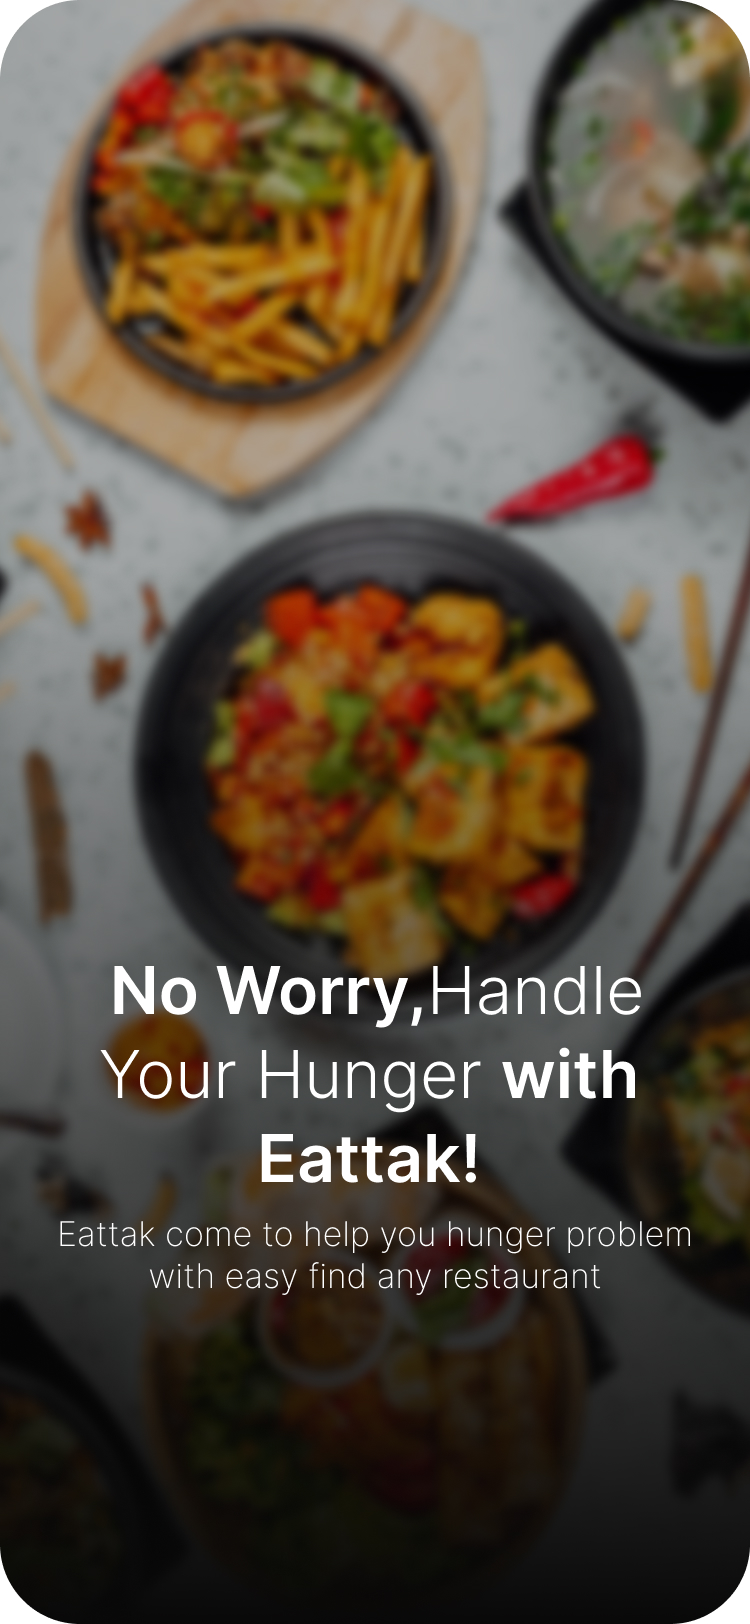 No Worry,Handle
Your Hunger with
Eattak!
Eattak come to help you hunger problem
with easy find any restaurant